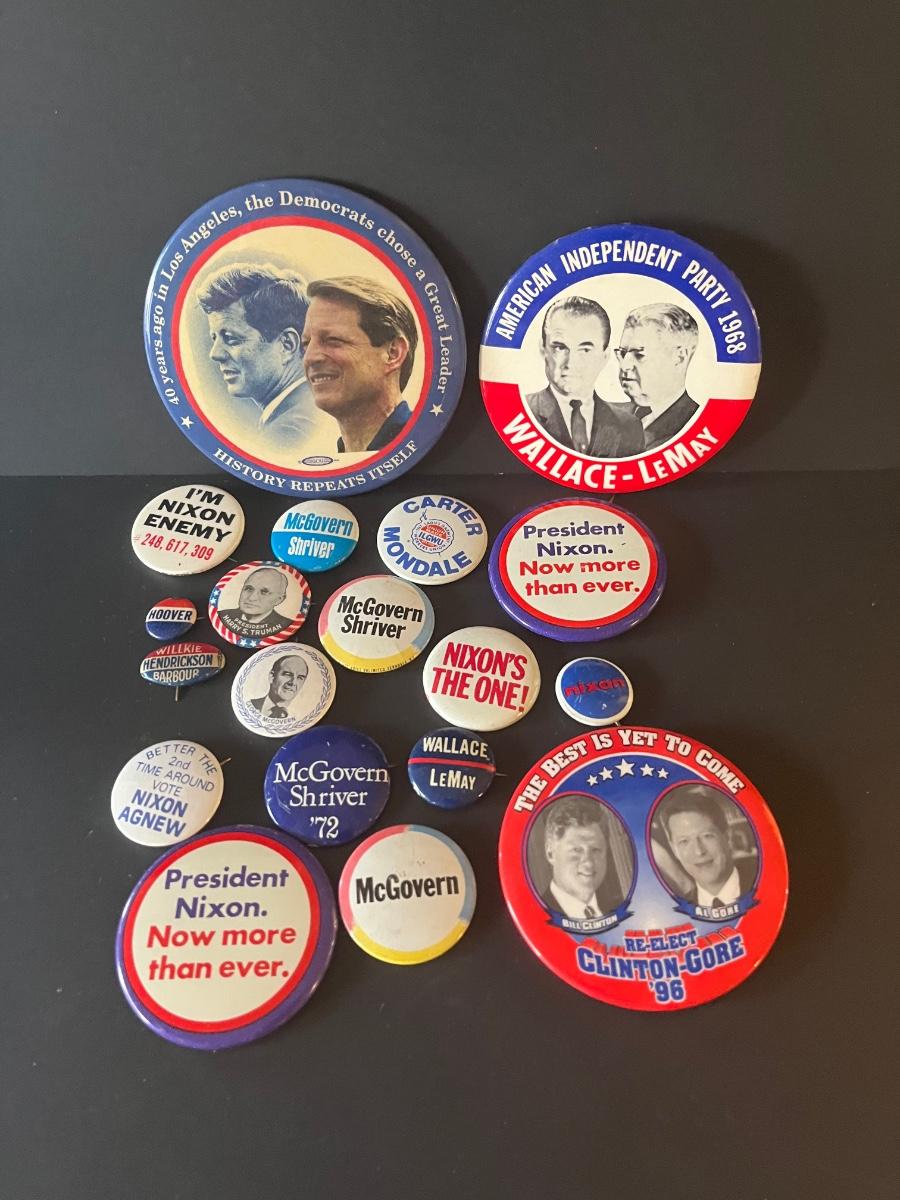 40 years ago in Los Angeles, the Democrats chose a Great Leader
HISTORY REPEATS ITSELF
AMERICAN INDEPENDENT PARTY 1968
WALLACE - LEMAY
I'M
NIXON
ENEMY
#248,617,309
McGovern
Shriver
CARTER
ILGWU
MONDALE
President
Nixon.
Now more
than ever.
HOOVER
PRESIDENT
HARRY S. TRUMAN
McGovern
Shriver
WILLKIE
HENDRICKSON
BARBOUR
GEORGE McGOVERN
NIXON'S
THE ONE!
nixon
BETTER THE
2nd
TIME AROUND
VOTE
NIXON
AGNEW
McGovern
Shriver
'72
WALLACE
LEMAY
THE BEST IS YET TO COME
BILL CLINTON
AL GORE
RE-ELECT
CLINTON-GORE
'96
President
Nixon.
Now more
than ever.
McGovern